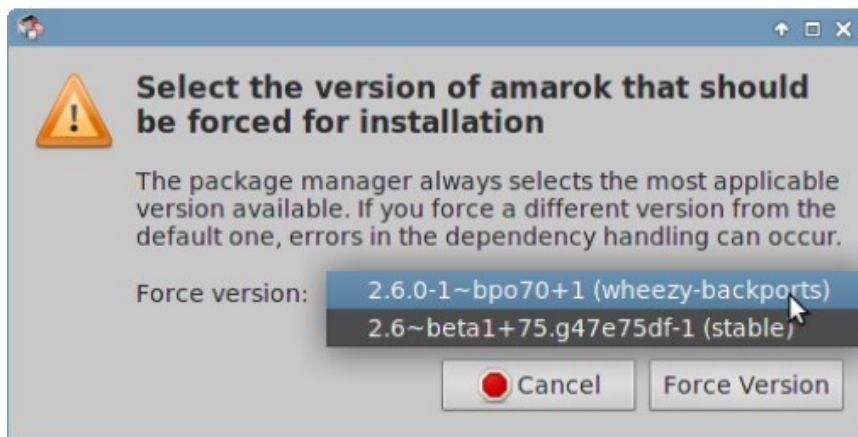 Select the version of amarok that should
be forced for installation
The package manager always selects the most applicable
version available. If you force a different version from the
default one, errors in the dependency handling can occur.
Force version:
2.6.0-1~bpo70+1 (wheezy-backports)
2.6~beta1+75.g47e75df-1 (stable)
Cancel
Force Version